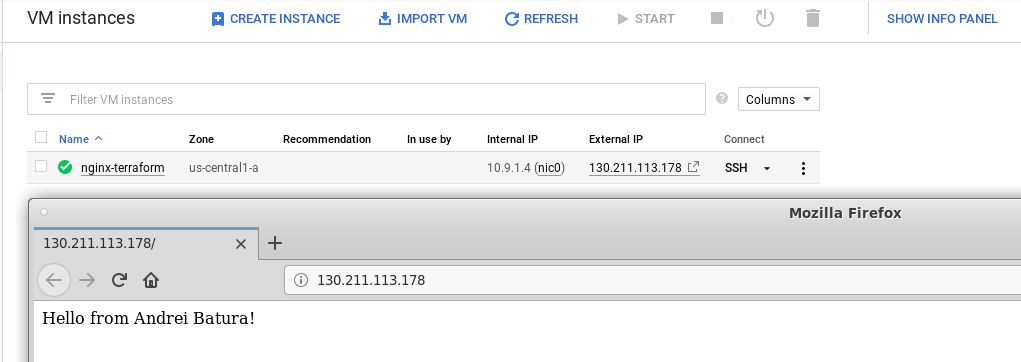 VM instances CREATE INSTANCE IMPORT VM REFRESH START SHOW INFO PANEL
Filter VM instances Columns
Name Zone Recommendation In use by Internal IP External IP Connect
nginx-terraform us-central1-a 10.9.1.4 (nic0) 130.211.113.178 SSH
Mozilla Firefox
130.211.113.178/
130.211.113.178
Hello from Andrei Batura!